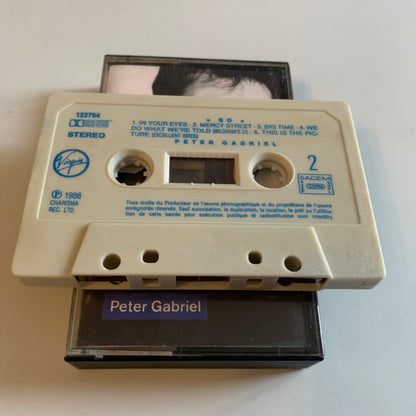 123784
• SO •
1. IN YOUR EYES - 2. MERCY STREET - 3. BIG TIME - 4. WE
DO WHAT WE'RE TOLD (MILGRAM'S 37) - 5. THIS IS THE PIC-
TURE (EXCELLENT BIRDS)
STEREO
PETER GABRIEL
Virgin
2
SACEM
℗ 1986
CHARISMA
REC. LTD.
Tous droits du Producteur de l'œuvre phonographique et du propriétaire de l'œuvre
enregistrée réservés. Sauf autorisation, la duplication, la location, le prêt ou l'utilisa-
tion de cette bande pour exécution publique et radiodiffusion sont interdits.
Peter Gabriel